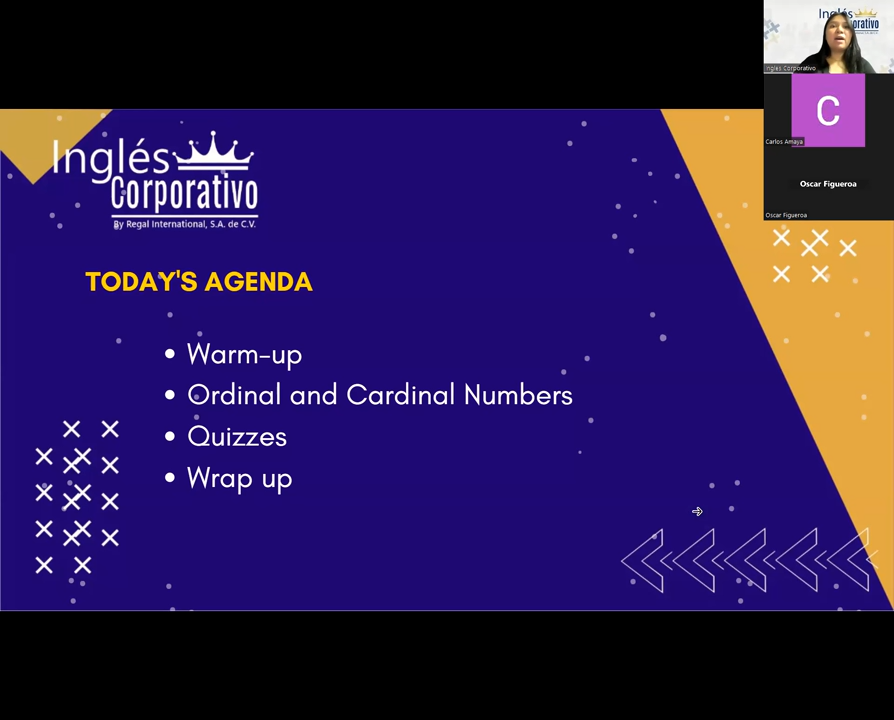 Inglés
Corporativo
By Regal International, S.A. de C.V.
TODAY'S AGENDA
Warm-up
Ordinal and Cardinal Numbers
Quizzes
Wrap up
Inglés
orativo
Inglés Corporativo
C
Carlos Amaya
Oscar Figueroa
Oscar Figueroa